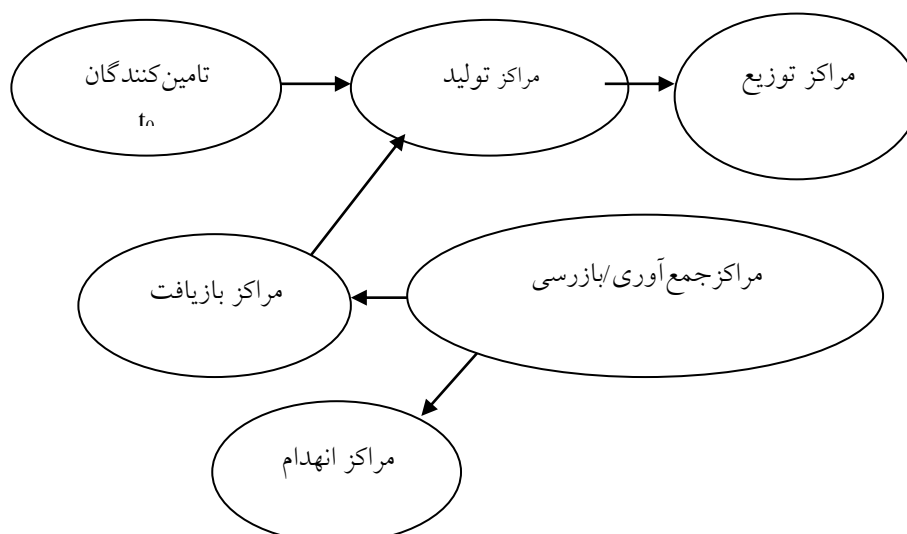 تامین‌کنندگان
مراکز تولید
مراکز توزیع
مراکز بازیافت
مراکزجمع‌آوری/بازرسی
مراکز انهدام